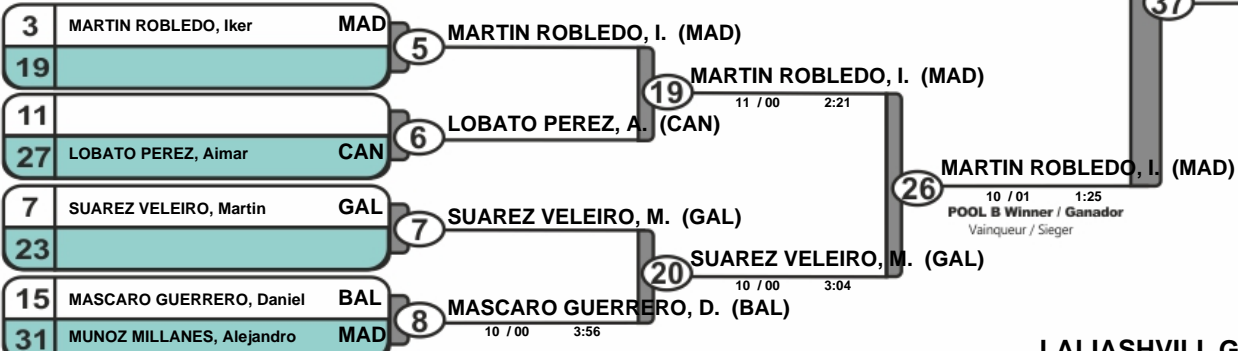 37
3 MARTIN ROBLEDO, Iker MAD
19
5
MARTIN ROBLEDO, I. (MAD)
11
27 LOBATO PEREZ, Aimar CAN
6
LOBATO PEREZ, A. (CAN)
19
MARTIN ROBLEDO, I. (MAD)
11 / 00 2:21
7 SUAREZ VELEIRO, Martin GAL
23
7
SUAREZ VELEIRO, M. (GAL)
15 MASCARO GUERRERO, Daniel BAL
31 MUNOZ MILLANES, Alejandro MAD
8
MASCARO GUERRERO, D. (BAL)
10 / 00 3:56
20
SUAREZ VELEIRO, M. (GAL)
10 / 00 3:04
26
MARTIN ROBLEDO, I. (MAD)
10 / 01 1:25
POOL B Winner / Ganador
Vainqueur / Sieger